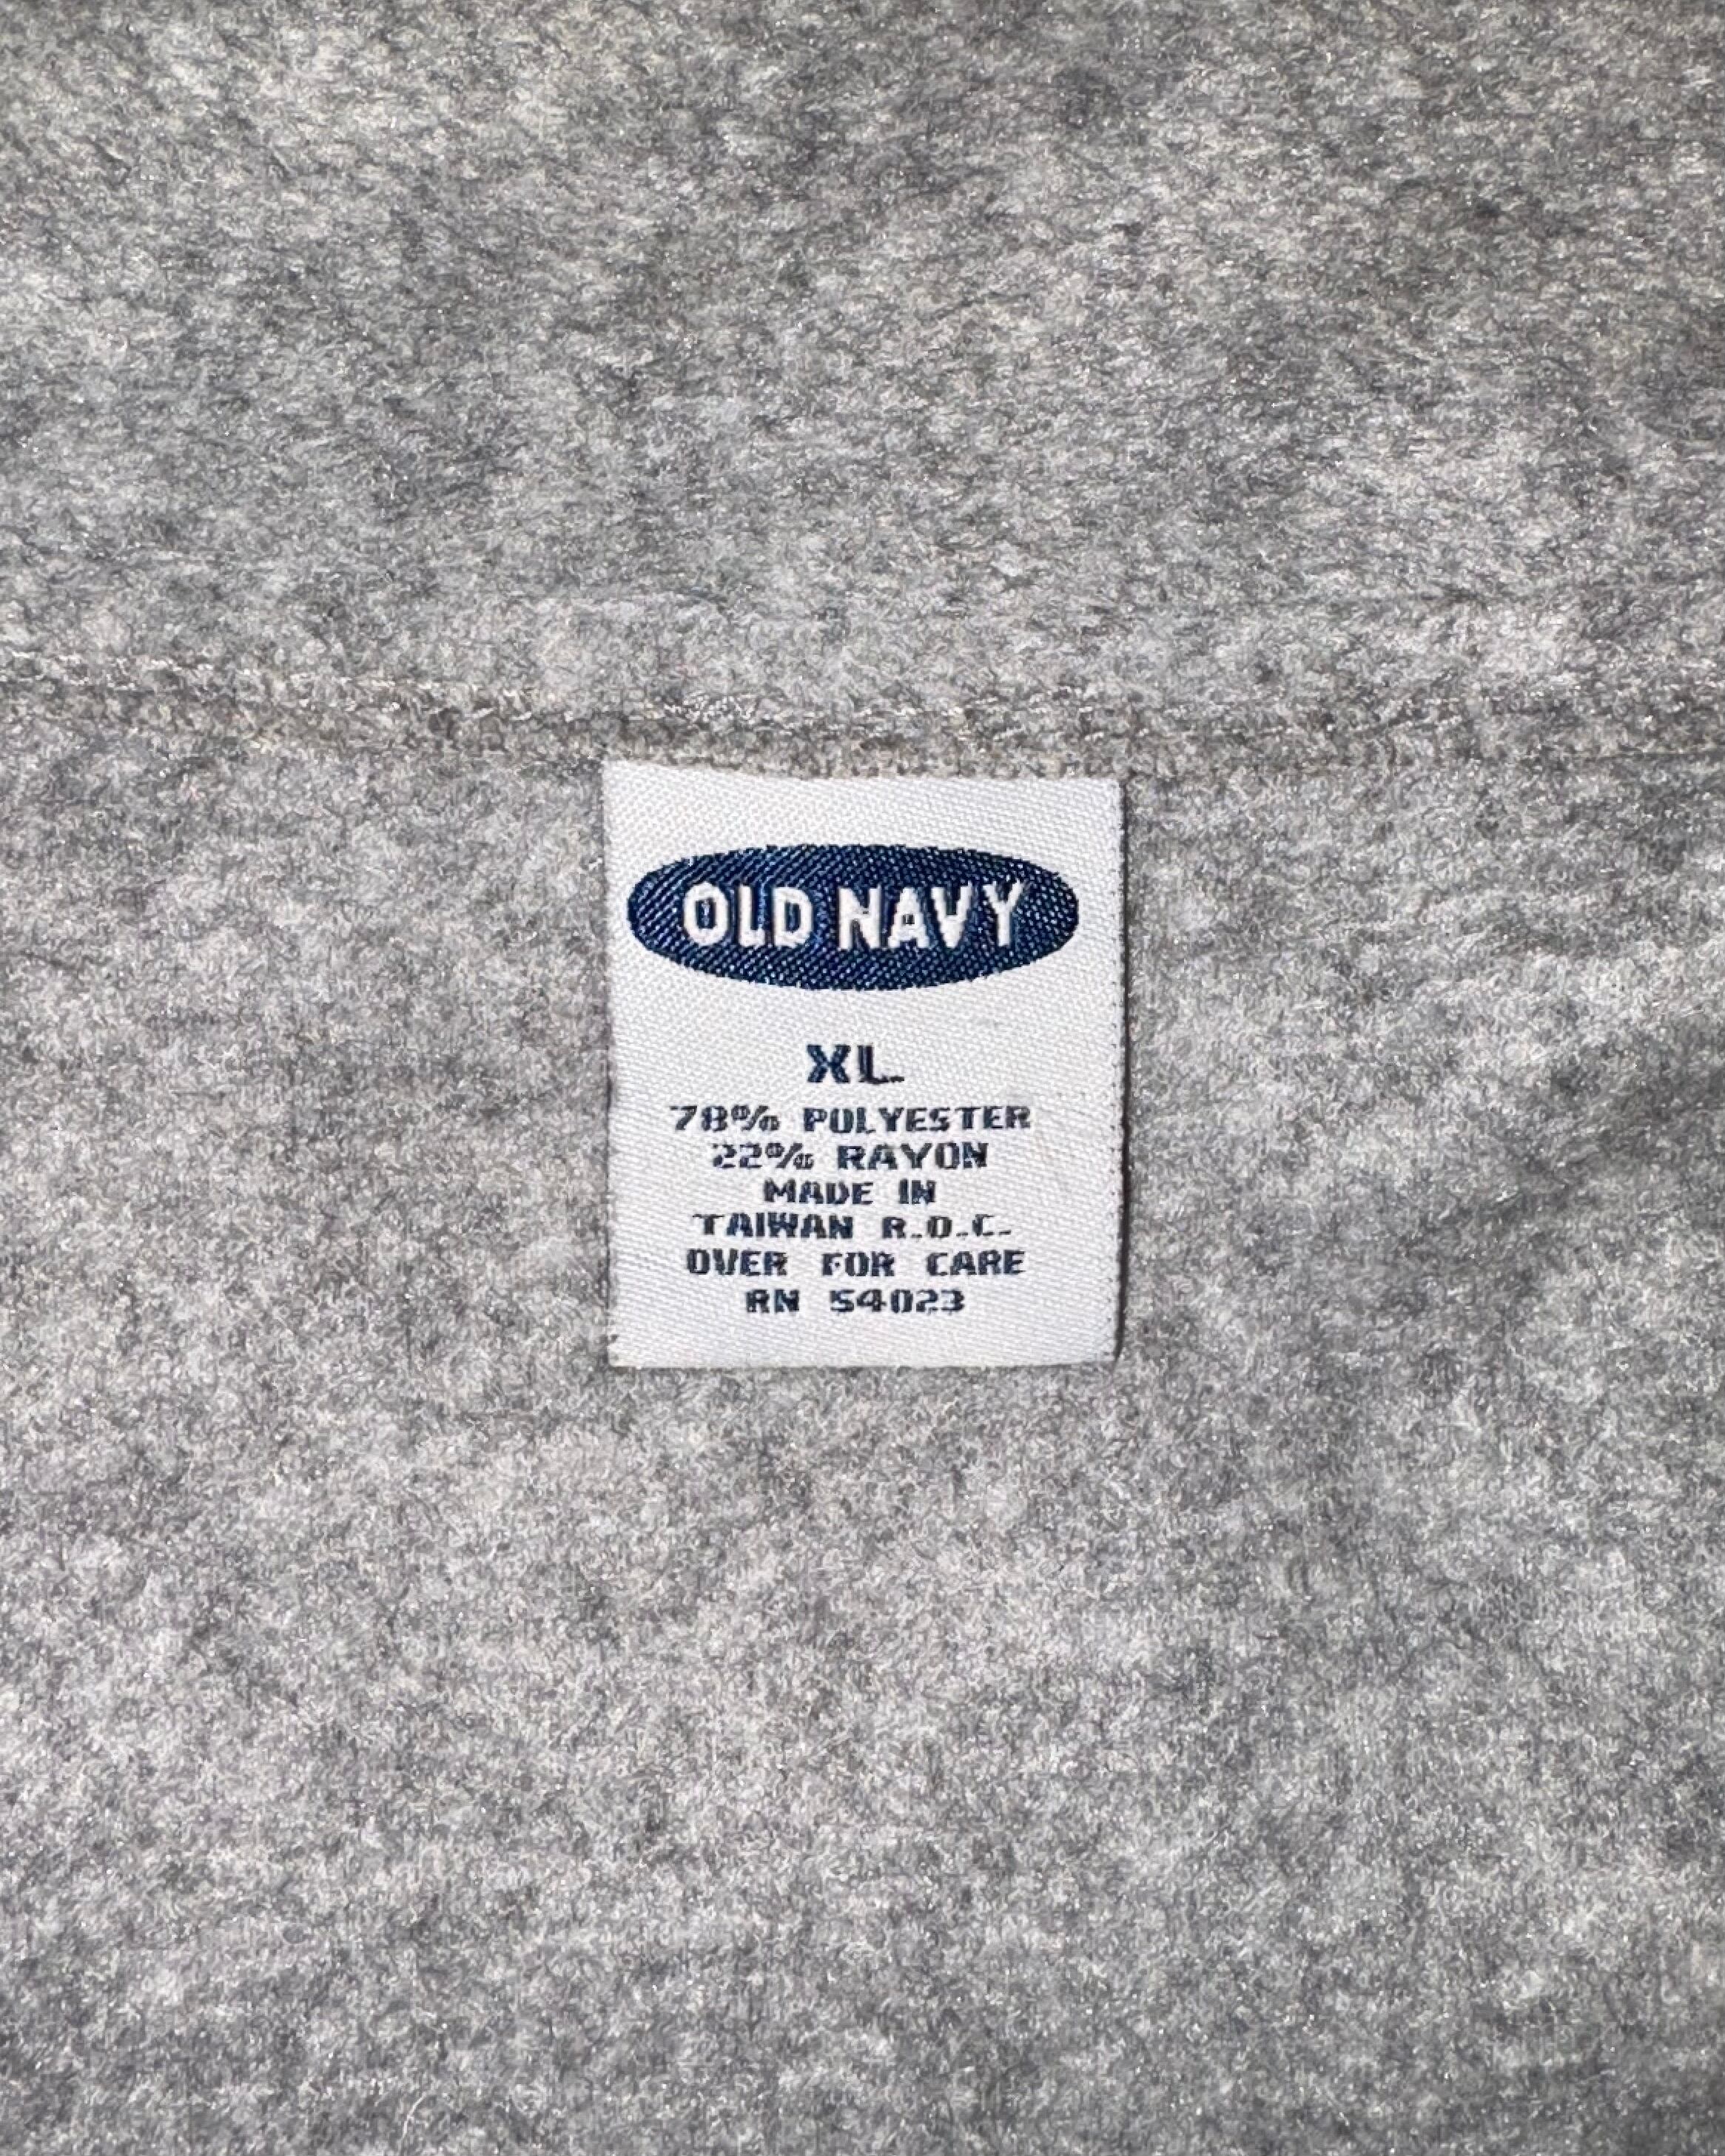 OLD NAVY
XL
78% POLYESTER
22% RAYON
MADE IN
TAIWAN R.O.C.
OVER FOR CARE
RN 54023